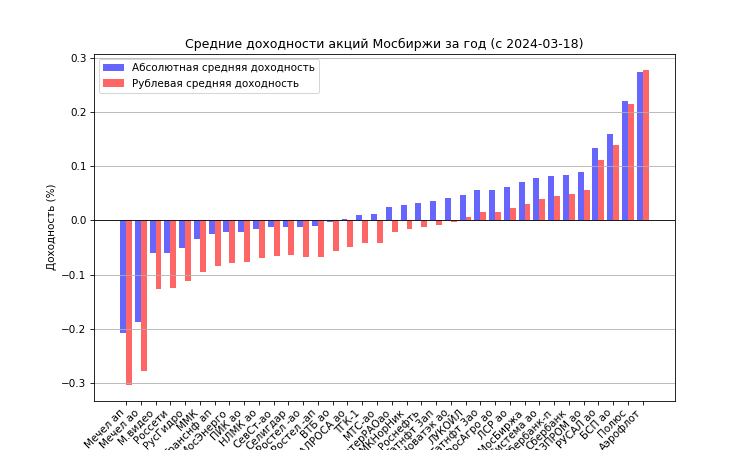 Средние доходности акций Мосбиржи за год (с 2024-03-18)
Абсолютная средняя доходность
Рублевая средняя доходность
Доходность (%)
0.3
0.2
0.1
0.0
−0.1
−0.2
−0.3
Мечел ап
Мечел ао
М.видео
Россети
РусГидро
ММК
ПИК ао
НЛМК ао
СевСт-ао
Селигдар
Ростел -ао
Ростел -ап
ВТБ ао
ТГК-1
МТС-ао
Роснефть
ЛУКОЙЛ
ЛСР ао
Сбербанк
РУСАЛ ао
БСП ао
Полюс
Аэрофлот